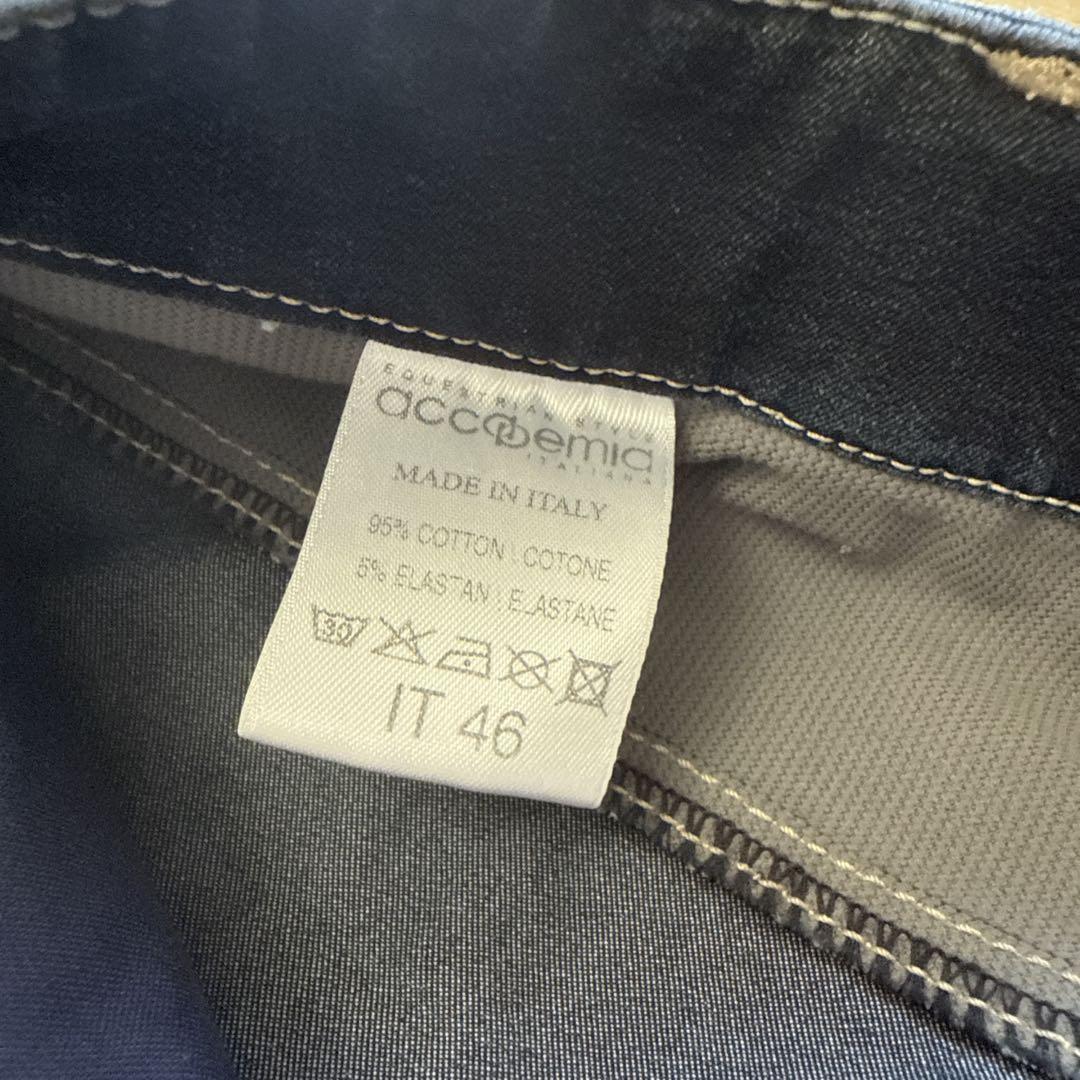 EQUESTRIAN STYLE
accademia
ITALIANA
MADE IN ITALY
95% COTTON : COTONE
5% ELASTAN : ELASTANE
30
IT 46